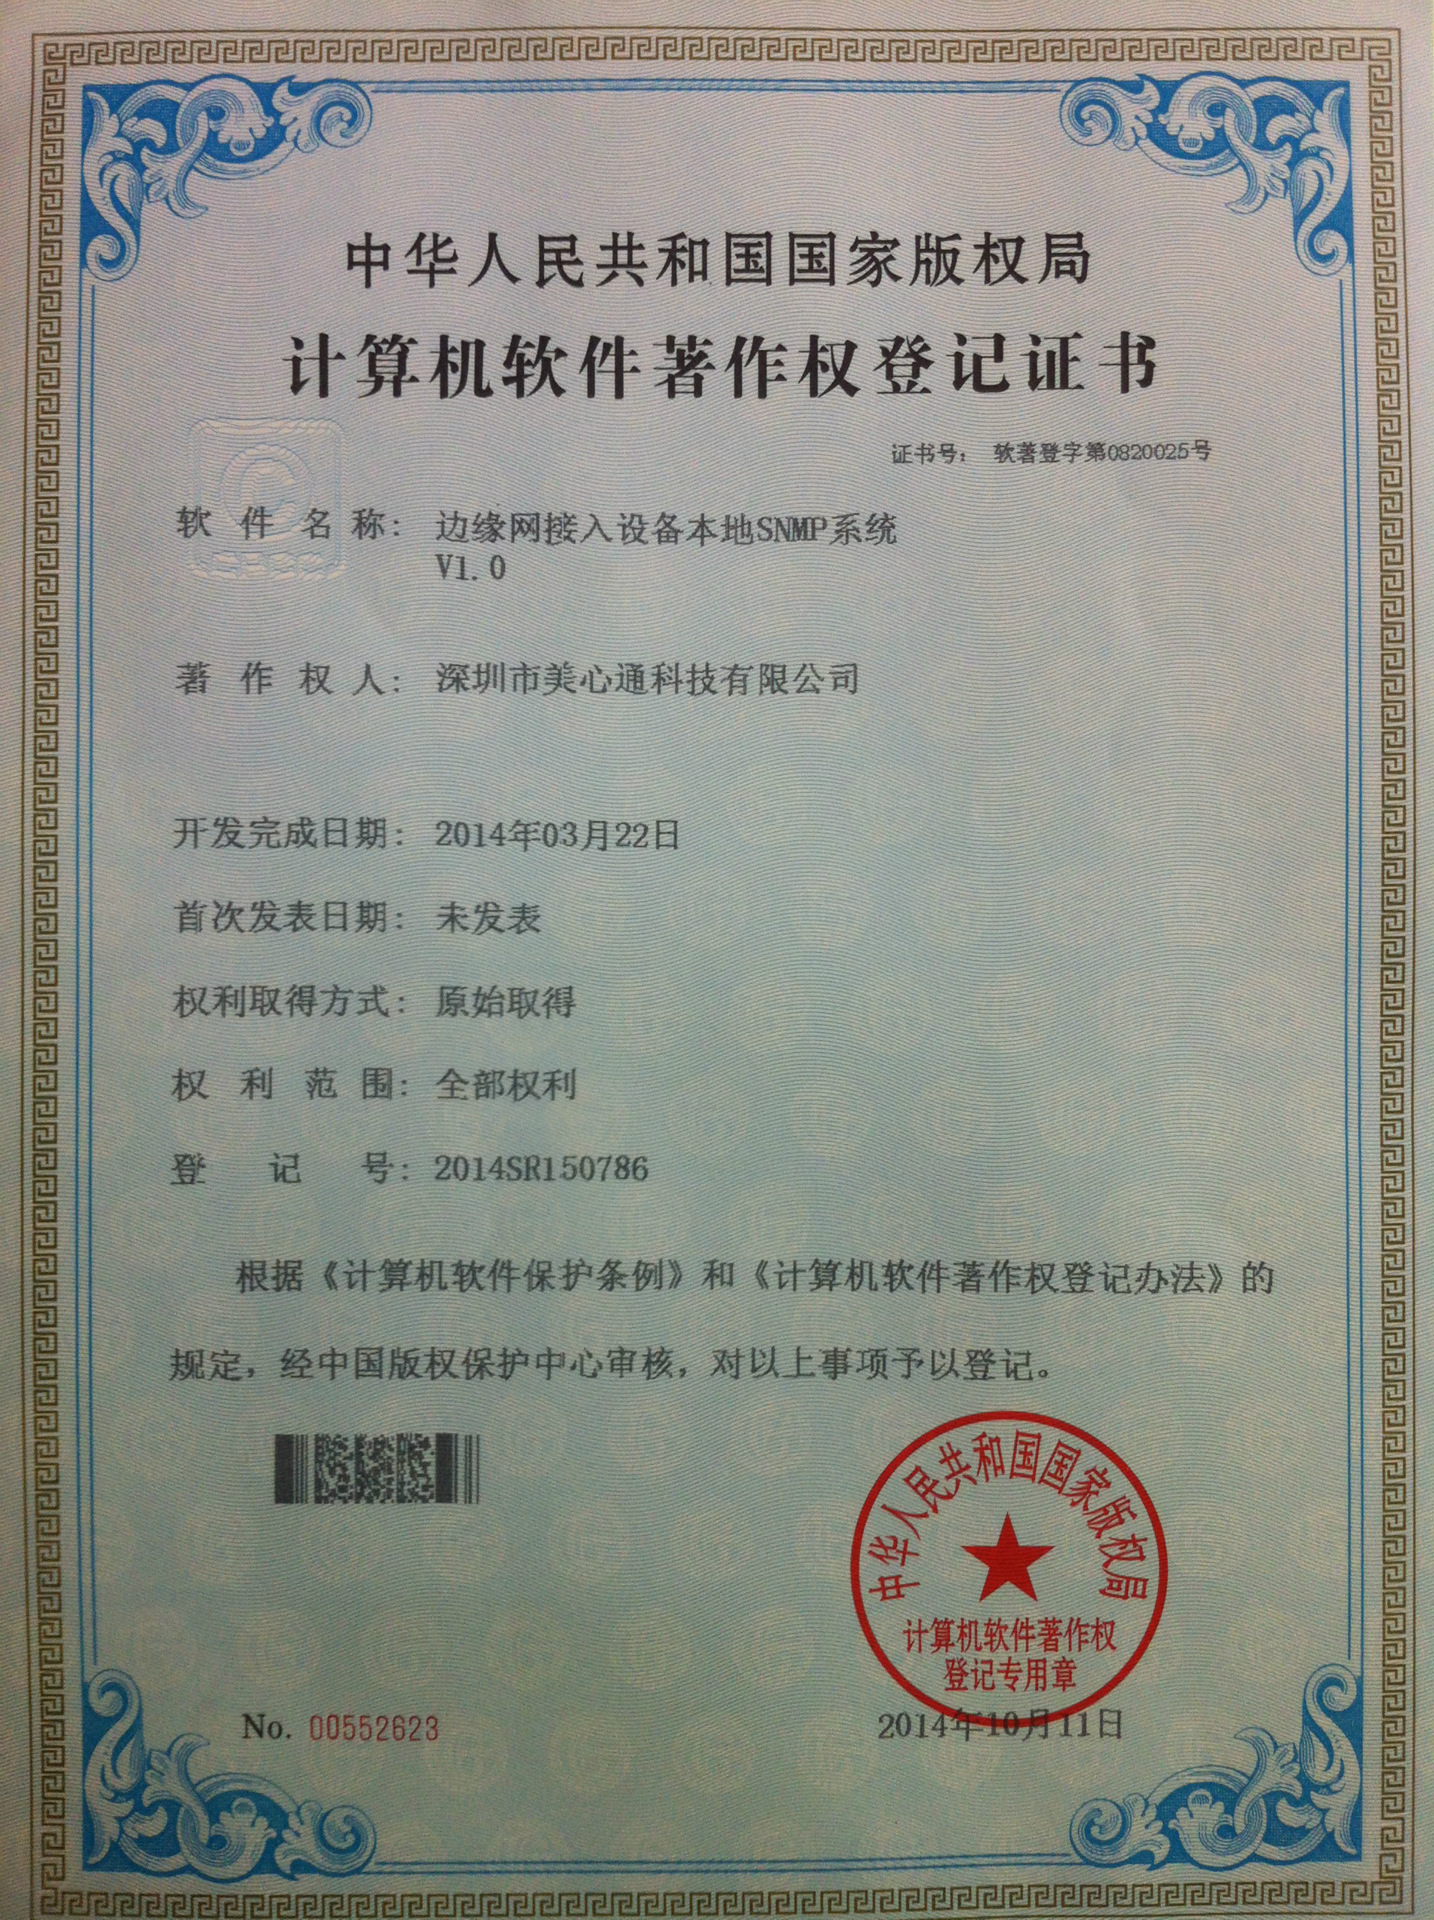 中华人民共和国国家版权局
计算机软件著作权登记证书
证书号： 软著登字第0820025号
软件名称： 边缘网接入设备本地SNMP系统
V1.0
著作权人： 深圳市美心通科技有限公司
开发完成日期： 2014年03月22日
首次发表日期： 未发表
权利取得方式： 原始取得
权利范围： 全部权利
登记号： 2014SR150786
根据《计算机软件保护条例》和《计算机软件著作权登记办法》的
规定，经中国版权保护中心审核，对以上事项予以登记。
中华人民共和国国家版权局
计算机软件著作权
登记专用章
No. 00552623
2014年10月11日